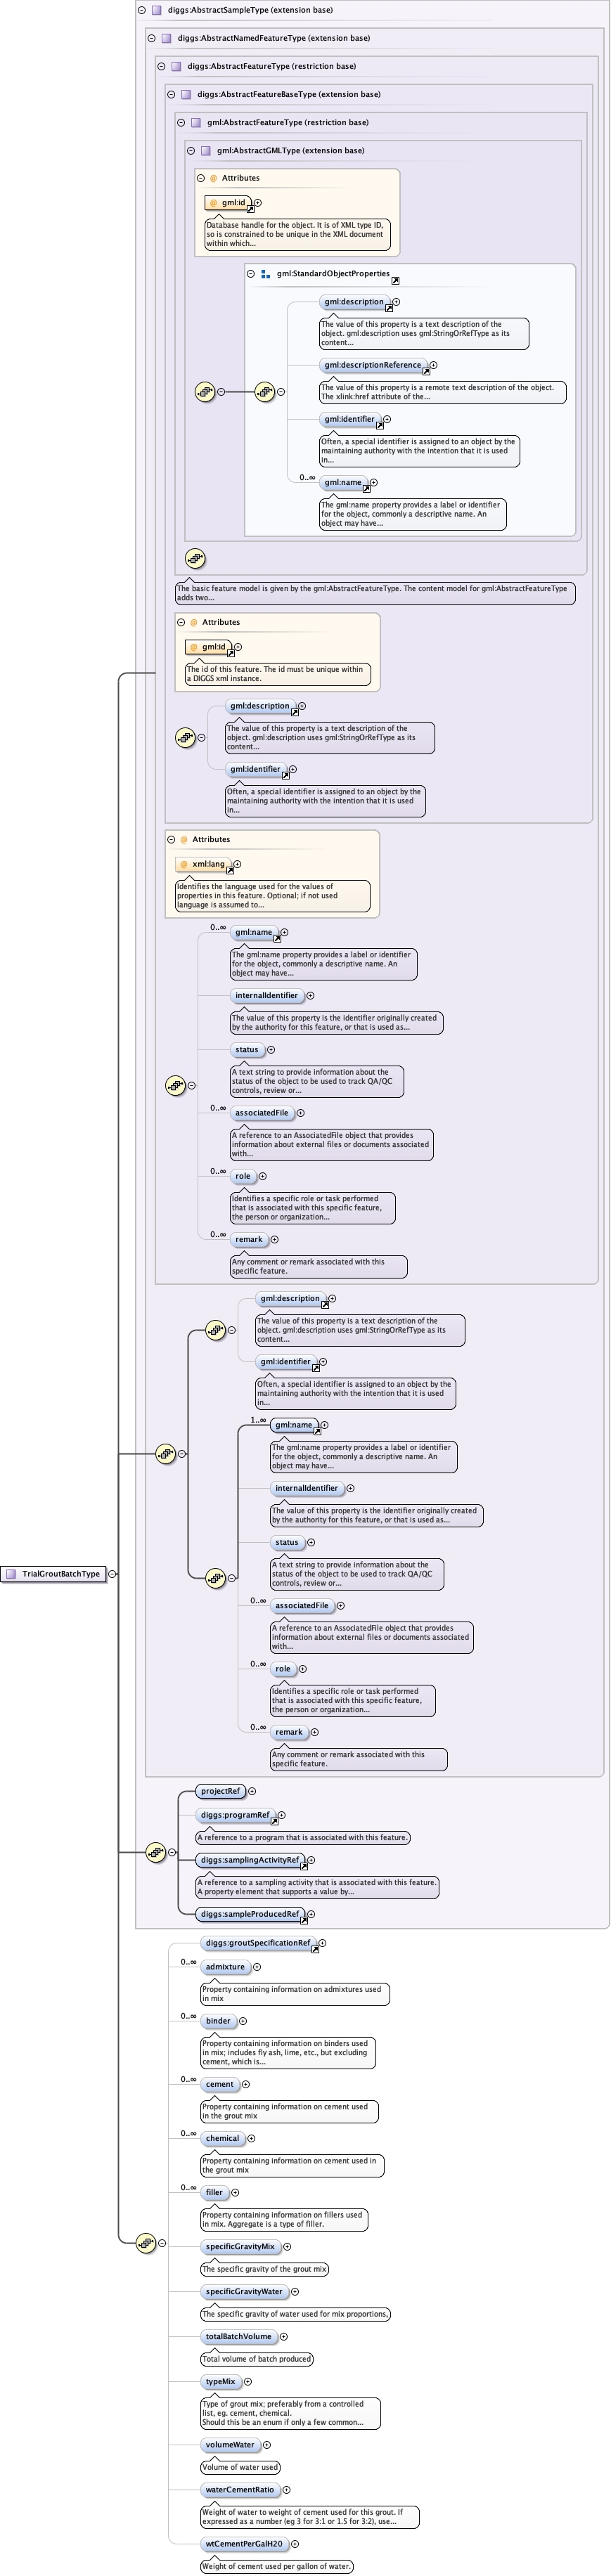 diggs:AbstractSampleType (extension base)
diggs:AbstractNamedFeatureType (extension base)
diggs:AbstractFeatureType (restriction base)
diggs:AbstractFeatureBaseType (extension base)
gml:AbstractFeatureType (restriction base)
gml:AbstractGMLType (extension base)
@ Attributes
@ gml:id
Database handle for the object. It is of XML type ID,
so is constrained to be unique in the XML document
within which...
gml:StandardObjectProperties
gml:description
The value of this property is a text description of the
object. gml:description uses gml:StringOrRefType as its
content...
gml:descriptionReference
The value of this property is a remote text description of the object.
The xlink:href attribute of the...
gml:identifier
Often, a special identifier is assigned to an object by the
maintaining authority with the intention that it is used
in...
0..∞
gml:name
The gml:name property provides a label or identifier
for the object, commonly a descriptive name. An
object may have...
The basic feature model is given by the gml:AbstractFeatureType. The content model for gml:AbstractFeatureType
adds two...
@ Attributes
@ gml:id
The id of this feature. The id must be unique within
a DIGGS xml instance.
gml:description
The value of this property is a text description of the
object. gml:description uses gml:StringOrRefType as its
content...
gml:identifier
Often, a special identifier is assigned to an object by the
maintaining authority with the intention that it is used
in...
@ Attributes
@ xml:lang
Identifies the language used for the values of
properties in this feature. Optional; if not used
language is assumed to...
0..∞
gml:name
The gml:name property provides a label or identifier
for the object, commonly a descriptive name. An
object may have...
internalIdentifier
The value of this property is the identifier originally created
by the authority for this feature, or that is used as...
status
A text string to provide information about the
status of the object to be used to track QA/QC
controls, review or...
0..∞
associatedFile
A reference to an AssociatedFile object that provides
information about external files or documents associated
with...
0..∞
role
Identifies a specific role or task performed
that is associated with this specific feature,
the person or organization...
0..∞
remark
Any comment or remark associated with this
specific feature.
gml:description
The value of this property is a text description of the
object. gml:description uses gml:StringOrRefType as its
content...
gml:identifier
Often, a special identifier is assigned to an object by the
maintaining authority with the intention that it is used
in...
1..∞
gml:name
The gml:name property provides a label or identifier
for the object, commonly a descriptive name. An
object may have...
internalIdentifier
The value of this property is the identifier originally created
by the authority for this feature, or that is used as...
status
A text string to provide information about the
status of the object to be used to track QA/QC
controls, review or...
TrialGroutBatchType
0..∞
associatedFile
A reference to an AssociatedFile object that provides
information about external files or documents associated
with...
0..∞
role
Identifies a specific role or task performed
that is associated with this specific feature,
the person or organization...
0..∞
remark
Any comment or remark associated with this
specific feature.
projectRef
diggs:programRef
A reference to a program that is associated with this feature.
diggs:samplingActivityRef
A reference to a sampling activity that is associated with this feature.
A property element that supports a value by...
diggs:sampleProducedRef
diggs:groutSpecificationRef
0..∞
admixture
Property containing information on admixtures used
in mix
0..∞
binder
Property containing information on binders used
in mix; includes fly ash, lime, etc., but excluding
cement, which is...
0..∞
cement
Property containing information on cement used
in the grout mix
0..∞
chemical
Property containing information on cement used in
the grout mix
0..∞
filler
Property containing information on fillers used
in mix. Aggregate is a type of filler.
specificGravityMix
The specific gravity of the grout mix
specificGravityWater
The specific gravity of water used for mix proportions,
totalBatchVolume
Total volume of batch produced
typeMix
Type of grout mix; preferably from a controlled
list, eg. cement, chemical.
Should this be an enum if only a few common...
volumeWater
Volume of water used
waterCementRatio
Weight of water to weight of cement used for this grout. If
expressed as a number (eg 3 for 3:1 or 1.5 for 3:2), use...
wtCementPerGalH20
Weight of cement used per gallon of water.